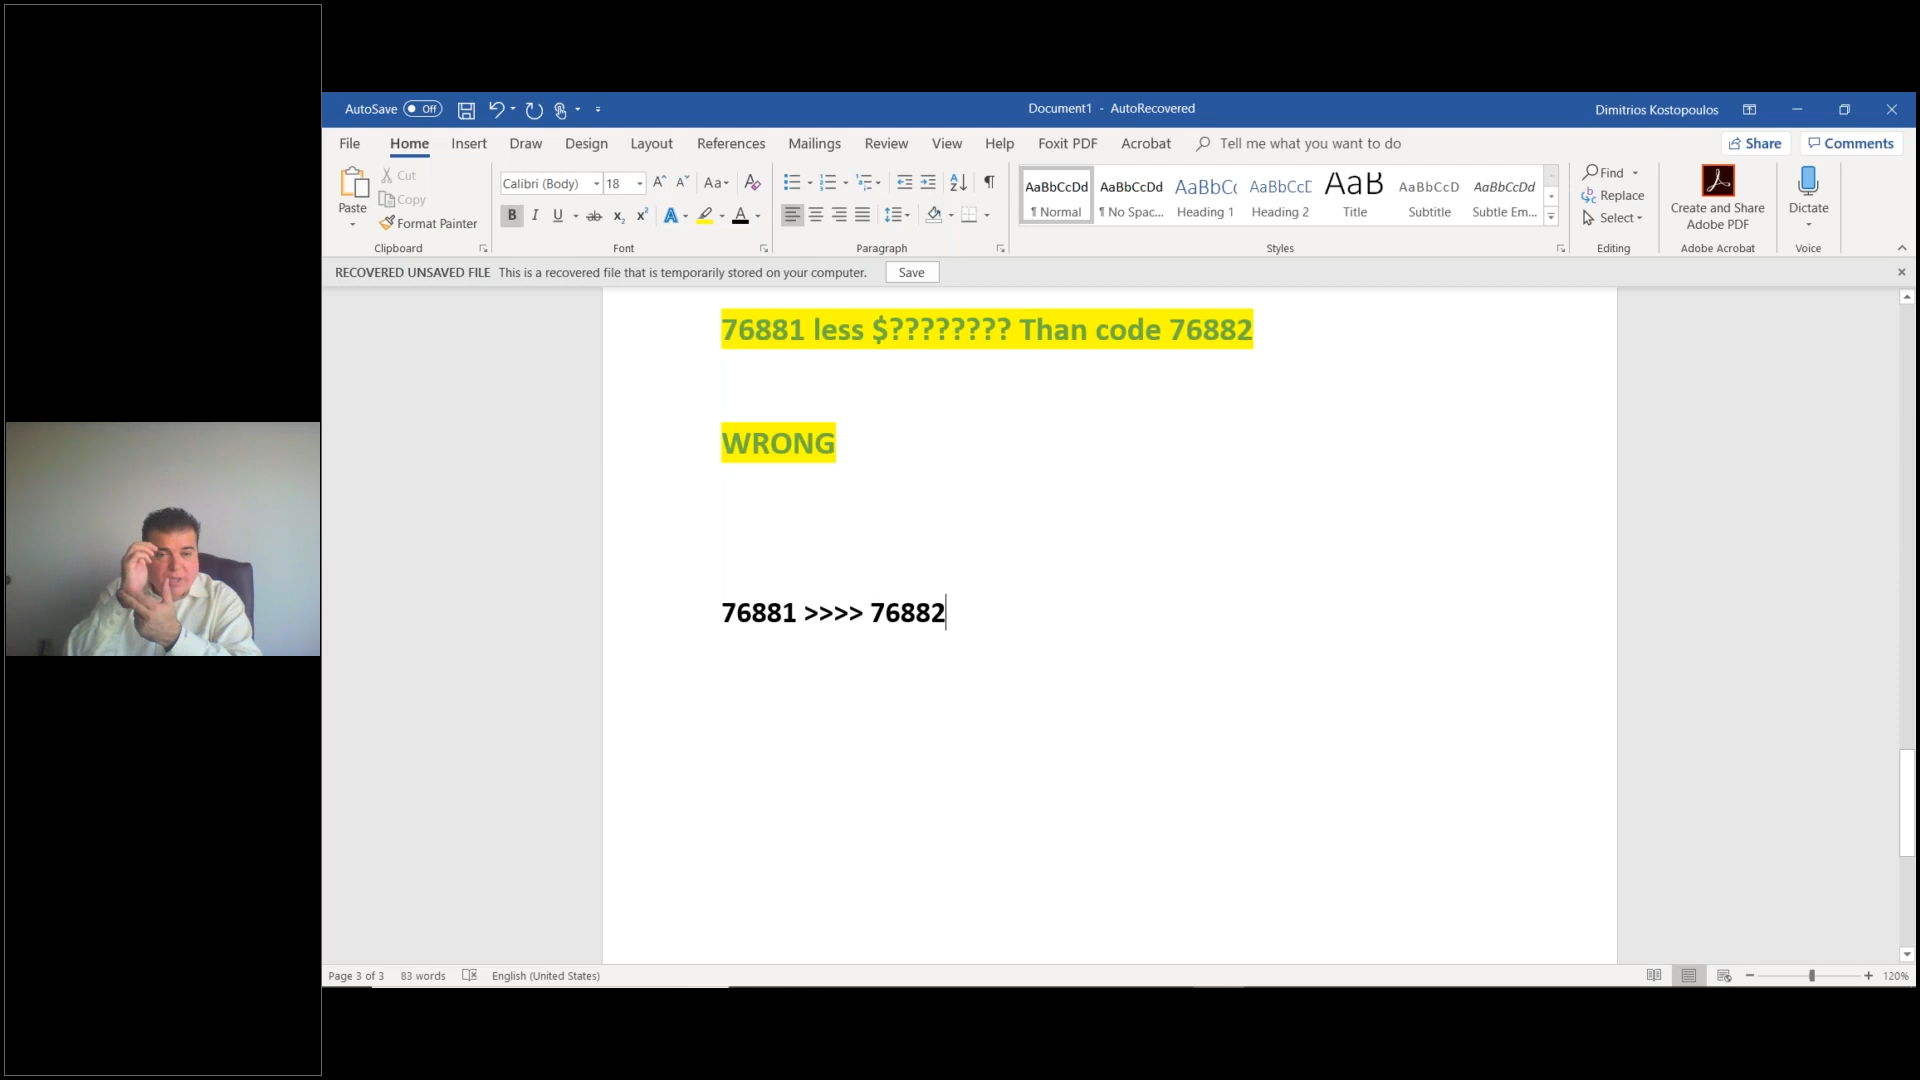 AutoSave Off
Document1 - AutoRecovered
Dimitrios Kostopoulos
File Home Insert Draw Design Layout References Mailings Review View Help Foxit PDF Acrobat Tell me what you want to do
Share Comments
Paste
Cut
Copy
Format Painter
Clipboard
Calibri (Body) 18
Font
Paragraph
AaBbCcDd AaBbCcDd AaBbCc AaBbCcD AaB AaBbCcD AaBbCcDd
¶ Normal ¶ No Spac... Heading 1 Heading 2 Title Subtitle Subtle Em...
Styles
Find
Replace
Select
Editing
Create and Share
Adobe PDF
Adobe Acrobat
Dictate
Voice
RECOVERED UNSAVED FILE This is a recovered file that is temporarily stored on your computer. Save
76881 less $???????? Than code 76882
WRONG
76881 >>>> 76882
Page 3 of 3 83 words English (United States)
120%